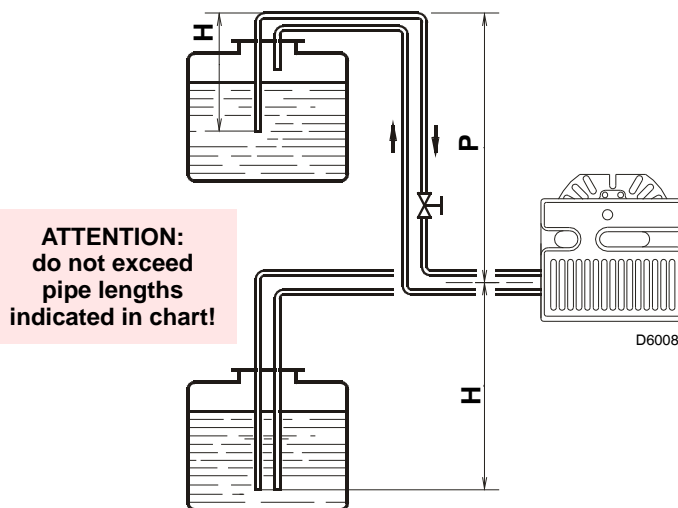 H
P
ATTENTION:
do not exceed
pipe lengths
indicated in chart!
D6008
H